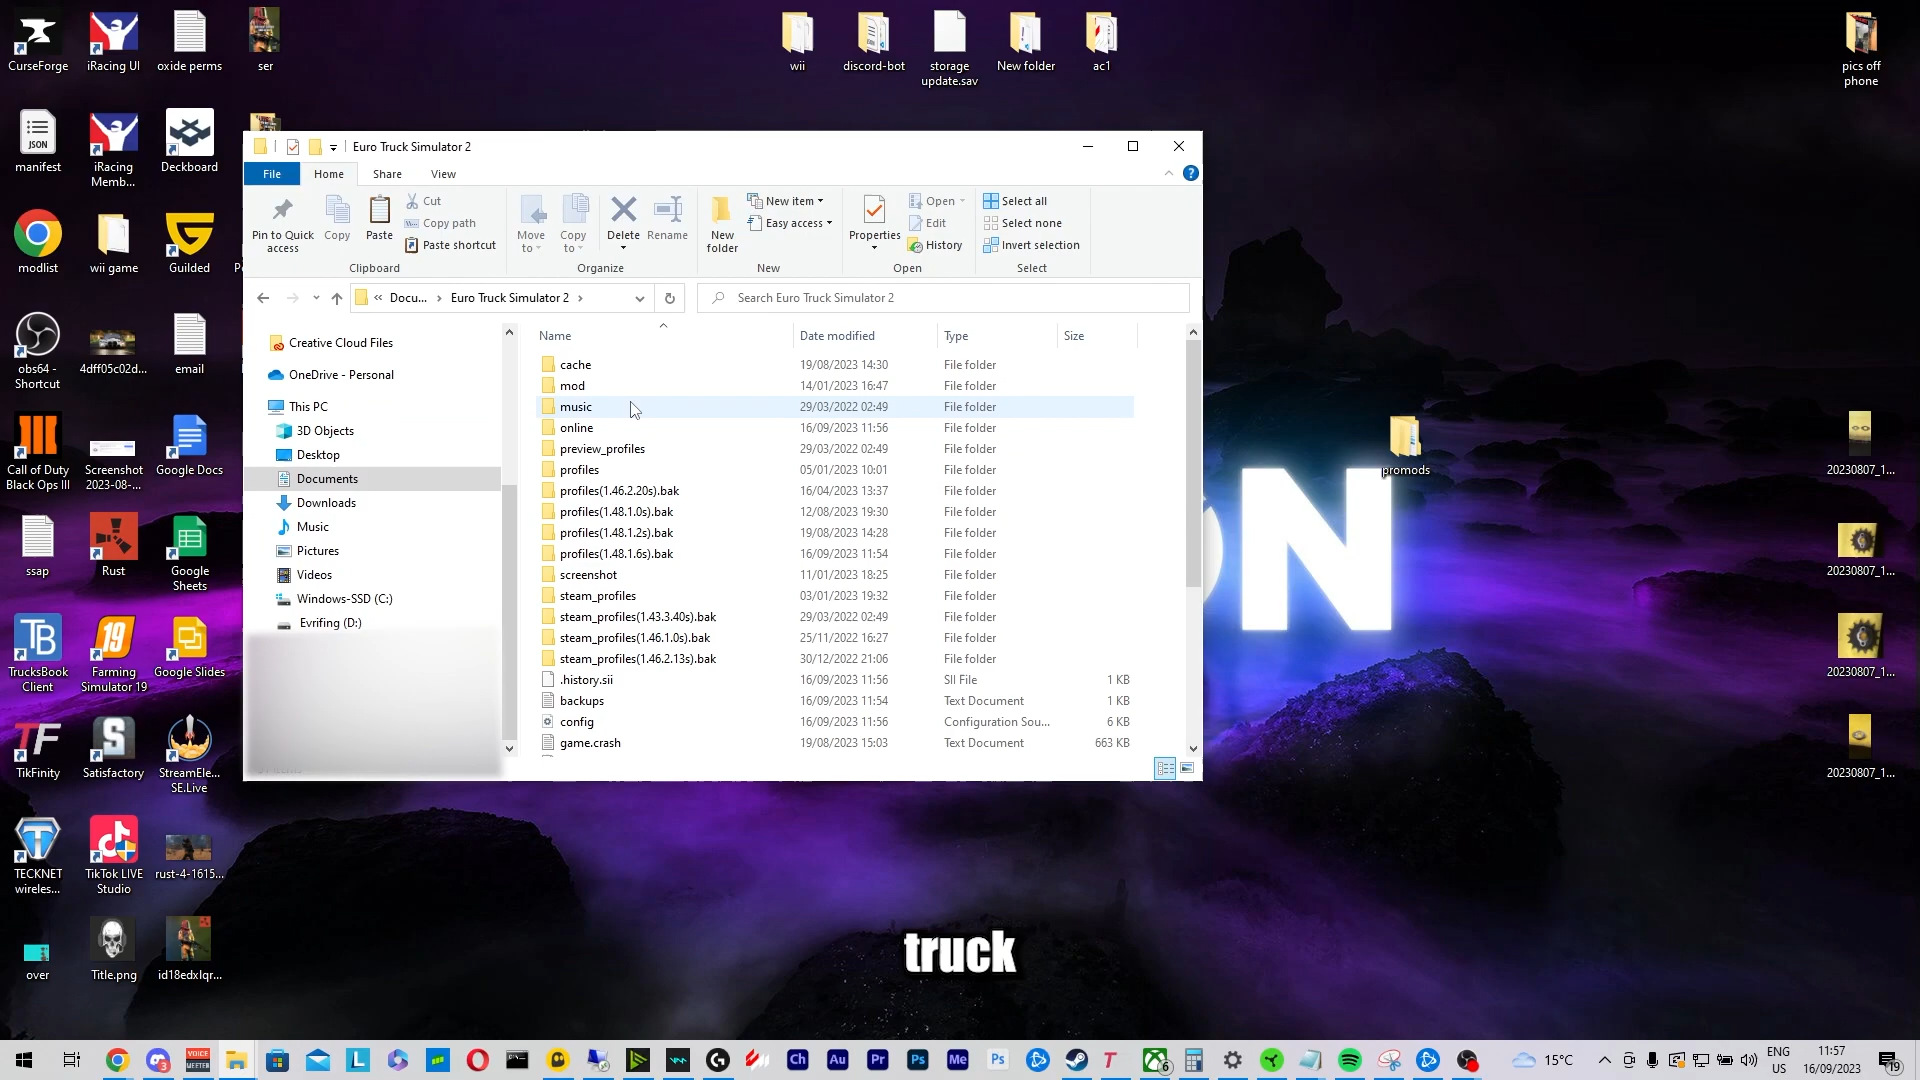 CurseForge
iRacing UI
oxide perms
ser
wii
discord-bot
storage
update.sav
New folder
ac1
pics off
phone
JSON
manifest
iRacing
Memb...
Deckboard
modlist
wii game
Guilded
obs64 -
Shortcut
4dff05c02d...
email
Call of Duty
Black Ops III
Screenshot
2023-08-...
Google Docs
ssap
Rust
Google
Sheets
TrucksBook
Client
Farming
Simulator 19
Google Slides
TikFinity
Satisfactory
StreamEle...
SE.Live
TECKNET
wireles...
TikTok LIVE
Studio
rust-4-1615...
over
Title.png
id18edxlqr...
Euro Truck Simulator 2
File
Home
Share
View
Pin to Quick
access
Copy
Paste
Cut
Copy path
Paste shortcut
Clipboard
Move
to
Copy
to
Delete
Rename
Organize
New
folder
New item
Easy access
New
Properties
Open
Edit
History
Open
Select all
Select none
Invert selection
Select
« Docu... › Euro Truck Simulator 2 ›
Search Euro Truck Simulator 2
Creative Cloud Files
OneDrive - Personal
This PC
3D Objects
Desktop
Documents
Downloads
Music
Pictures
Videos
Windows-SSD (C:)
Evrifing (D:)
Name Date modified Type Size
cache 19/08/2023 14:30 File folder
mod 14/01/2023 16:47 File folder
music 29/03/2022 02:49 File folder
online 16/09/2023 11:56 File folder
preview_profiles 29/03/2022 02:49 File folder
profiles 05/01/2023 10:01 File folder
profiles(1.46.2.20s).bak 16/04/2023 13:37 File folder
profiles(1.48.1.0s).bak 12/08/2023 19:30 File folder
profiles(1.48.1.2s).bak 19/08/2023 14:28 File folder
profiles(1.48.1.6s).bak 16/09/2023 11:54 File folder
screenshot 11/01/2023 18:25 File folder
steam_profiles 03/01/2023 19:32 File folder
steam_profiles(1.43.3.40s).bak 29/03/2022 02:49 File folder
steam_profiles(1.46.1.0s).bak 25/11/2022 16:27 File folder
steam_profiles(1.46.2.13s).bak 30/12/2022 21:06 File folder
.history.sii 16/09/2023 11:56 SII File 1 KB
backups 16/09/2023 11:54 Text Document 1 KB
config 16/09/2023 11:56 Configuration Sou... 6 KB
game.crash 19/08/2023 15:03 Text Document 663 KB
promods
N
20230807_1...
20230807_1...
20230807_1...
20230807_1...
truck
15°C
ENG
US
11:57
16/09/2023
19